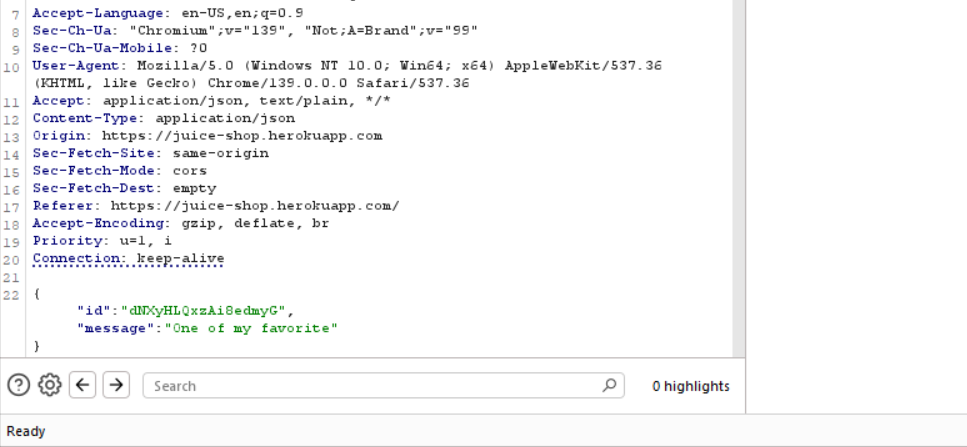 7 Accept-Language: en-US,en;q=0.9
8 Sec-Ch-Ua: "Chromium";v="139", "Not;A=Brand";v="99"
9 Sec-Ch-Ua-Mobile: ?0
10 User-Agent: Mozilla/5.0 (Windows NT 10.0; Win64; x64) AppleWebKit/537.36
(KHTML, like Gecko) Chrome/139.0.0.0 Safari/537.36
11 Accept: application/json, text/plain, */*
12 Content-Type: application/json
13 Origin: https://juice-shop.herokuapp.com
14 Sec-Fetch-Site: same-origin
15 Sec-Fetch-Mode: cors
16 Sec-Fetch-Dest: empty
17 Referer: https://juice-shop.herokuapp.com/
18 Accept-Encoding: gzip, deflate, br
19 Priority: u=1, i
20 Connection: keep-alive
21
22 {
"id":"dNXyHLQxzAi8edmyG",
"message":"One of my favorite"
}
Search 0 highlights
Ready